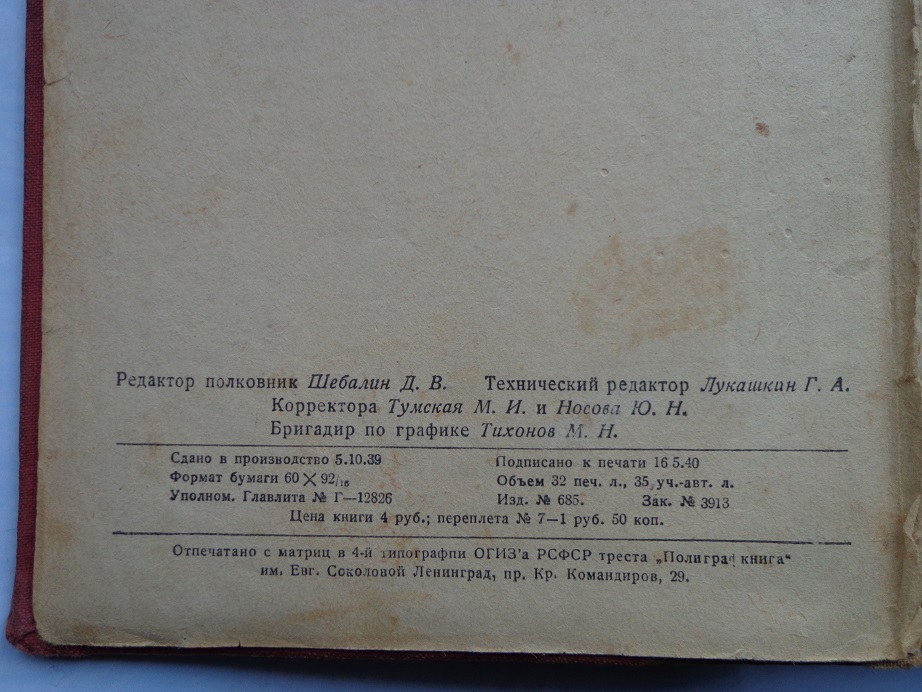 Редактор полковник Шебалин Д. В. Технический редактор Лукашкин Г. А.
Корректора Тумская М. И. и Носова Ю. Н.
Бригадир по графике Тихонов М. Н.
Сдано в производство 5.10.39 Подписано к печати 16 5.40
Формат бумаги 60 × 92/16 Объем 32 печ. л., 35 уч.-авт. л.
Уполном. Главлита № Г—12826 Изд. № 685. Зак. № 3913
Цена книги 4 руб.; переплета № 7—1 руб. 50 коп.
Отпечатано с матриц в 4-й типографпи ОГИЗ'а РСФСР треста „Полиграфкнига“
им. Евг. Соколовой Ленинград, пр. Кр. Командиров, 29.